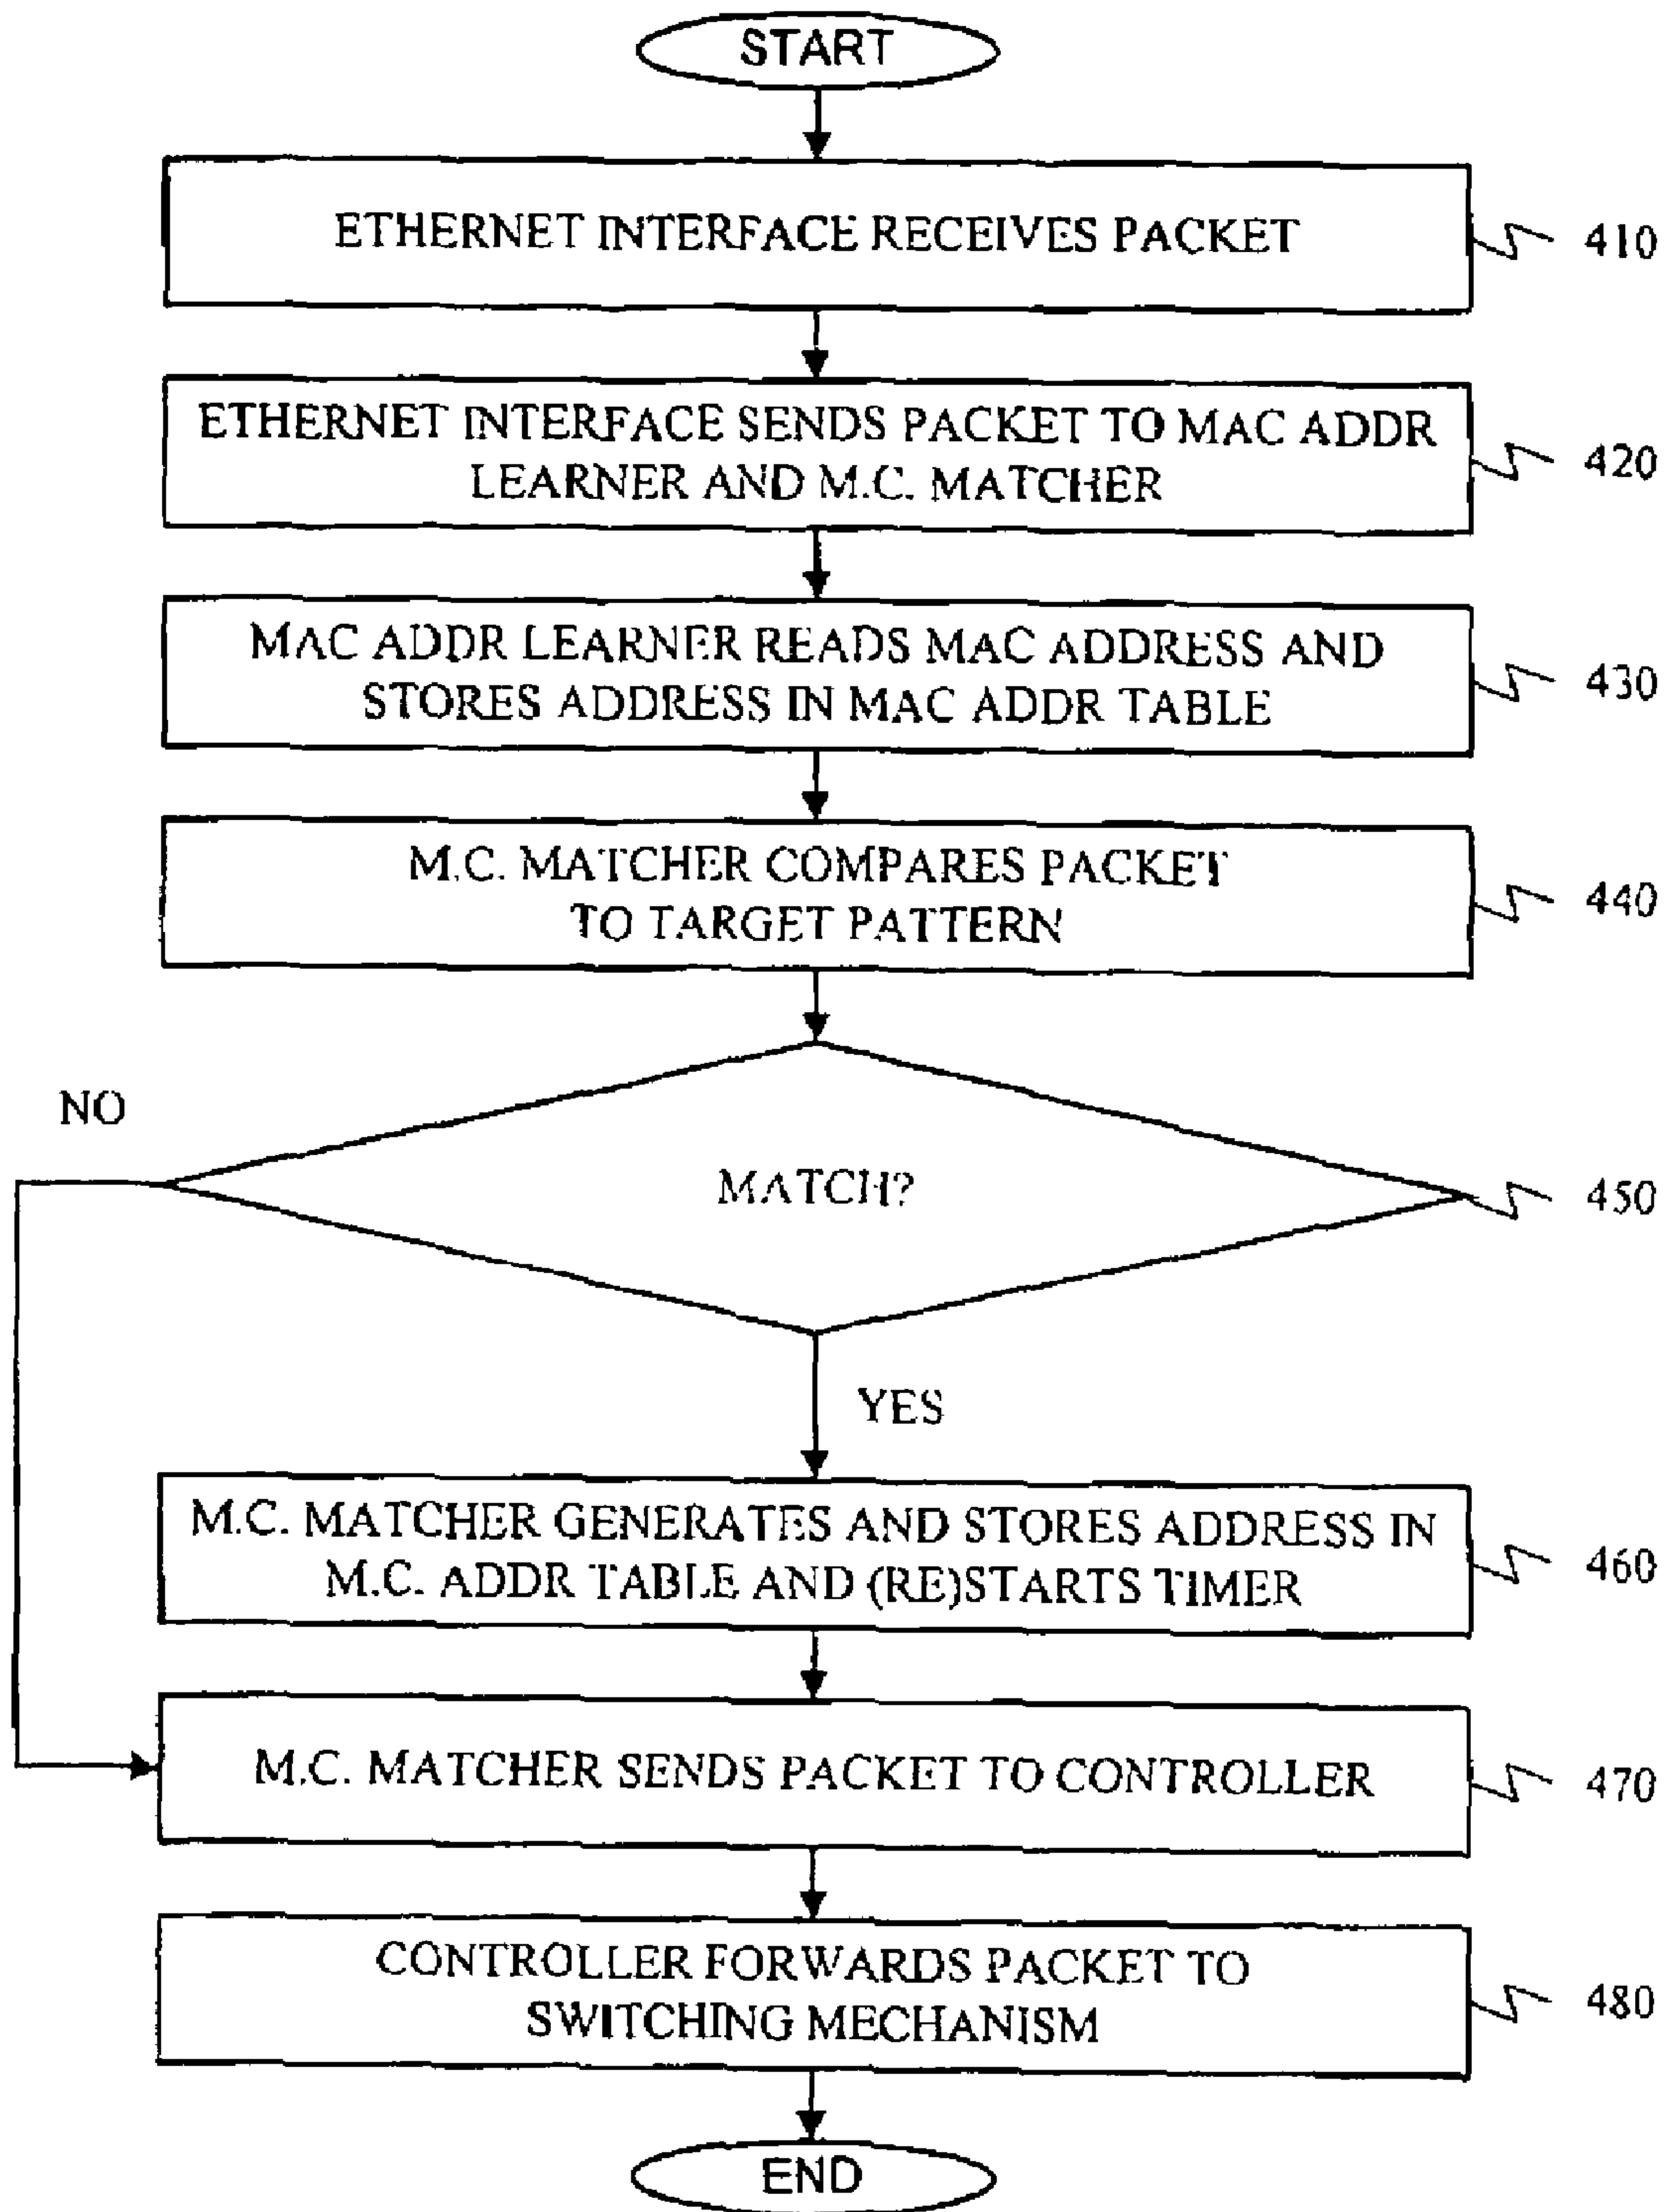 START
ETHERNET INTERFACE RECEIVES PACKET
410
ETHERNET INTERFACE SENDS PACKET TO MAC ADDR
LEARNER AND M.C. MATCHER
420
MAC ADDR LEARNER READS MAC ADDRESS AND
STORES ADDRESS IN MAC ADDR TABLE
430
M.C. MATCHER COMPARES PACKET
TO TARGET PATTERN
440
NO
MATCH?
450
YES
M.C. MATCHER GENERATES AND STORES ADDRESS IN
M.C. ADDR TABLE AND (RE)STARTS TIMER
460
M.C. MATCHER SENDS PACKET TO CONTROLLER
470
CONTROLLER FORWARDS PACKET TO
SWITCHING MECHANISM
480
END